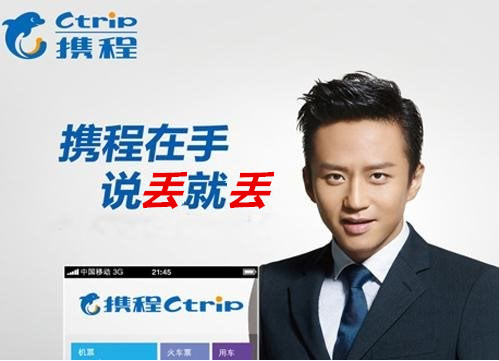 Ctrip
携程
携程在手
说丢就丢
中国移动 3G 21:45
携程Ctrip
机票 火车票 用车